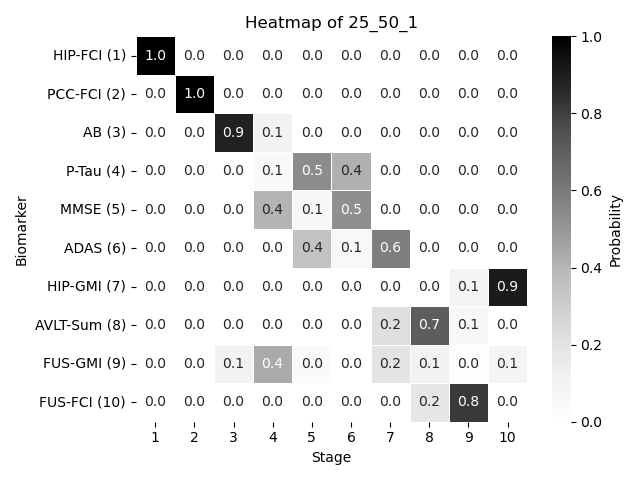 Heatmap of 25_50_1
HIP-FCI (1) 1.0 0.0 0.0 0.0 0.0 0.0 0.0 0.0 0.0 0.0
PCC-FCI (2) 0.0 1.0 0.0 0.0 0.0 0.0 0.0 0.0 0.0 0.0
AB (3) 0.0 0.0 0.9 0.1 0.0 0.0 0.0 0.0 0.0 0.0
P-Tau (4) 0.0 0.0 0.0 0.1 0.5 0.4 0.0 0.0 0.0 0.0
MMSE (5) 0.0 0.0 0.0 0.4 0.1 0.5 0.0 0.0 0.0 0.0
ADAS (6) 0.0 0.0 0.0 0.0 0.4 0.1 0.6 0.0 0.0 0.0
HIP-GMI (7) 0.0 0.0 0.0 0.0 0.0 0.0 0.0 0.0 0.1 0.9
AVLT-Sum (8) 0.0 0.0 0.0 0.0 0.0 0.0 0.2 0.7 0.1 0.0
FUS-GMI (9) 0.0 0.0 0.1 0.4 0.0 0.0 0.2 0.1 0.0 0.1
FUS-FCI (10) 0.0 0.0 0.0 0.0 0.0 0.0 0.0 0.2 0.8 0.0
1 2 3 4 5 6 7 8 9 10
Stage
Biomarker
1.0
0.8
0.6
0.4
0.2
0.0
Probability